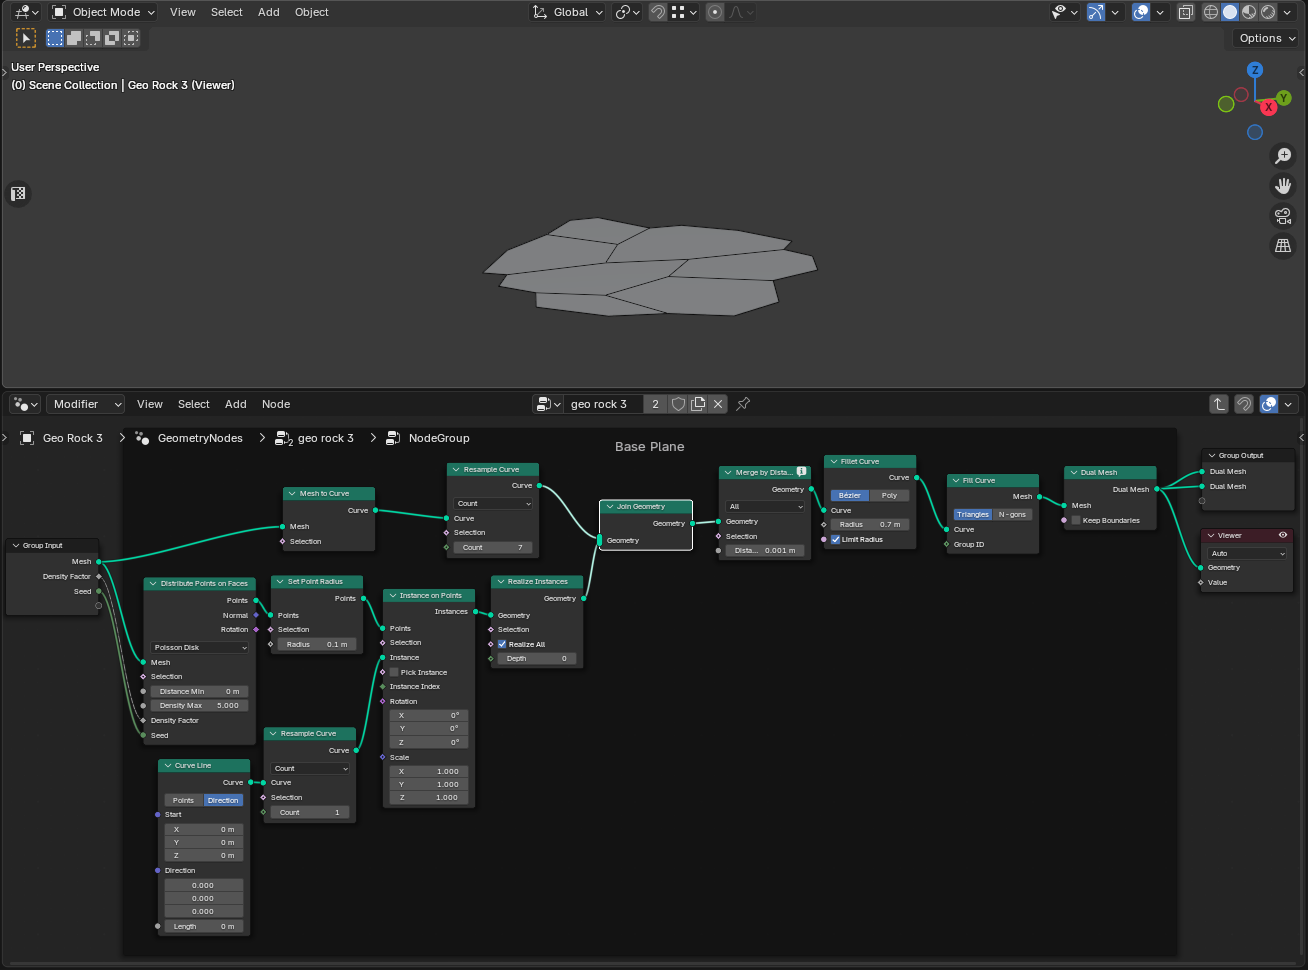 Object Mode
View
Select
Add
Object
Global
Options
User Perspective
(0) Scene Collection | Geo Rock 3 (Viewer)
Z
Y
X
Modifier
View
Select
Add
Node
geo rock 3
2
Geo Rock 3
GeometryNodes
2
geo rock 3
NodeGroup
Base Plane
Group Input
Mesh
Density Factor
Seed
Mesh to Curve
Curve
Mesh
Selection
Resample Curve
Curve
Count
Curve
Selection
Count 7
Distribute Points on Faces
Points
Normal
Rotation
Poisson Disk
Mesh
Selection
Distance Min 0 m
Density Max 5.000
Density Factor
Seed
Set Point Radius
Points
Points
Selection
Radius 0.1 m
Curve Line
Curve
Points Direction
Start
X 0 m
Y 0 m
Z 0 m
Direction
0.000
0.000
0.000
Length 0 m
Resample Curve
Curve
Count
Curve
Selection
Count 1
Instance on Points
Instances
Points
Selection
Instance
Pick Instance
Instance Index
Rotation
X 0°
Y 0°
Z 0°
Scale
X 1.000
Y 1.000
Z 1.000
Realize Instances
Geometry
Geometry
Selection
Realize All
Depth 0
Join Geometry
Geometry
Geometry
Merge by Dista...
Geometry
All
Geometry
Selection
Dista... 0.001 m
Fillet Curve
Curve
Bézier Poly
Curve
Radius 0.7 m
Limit Radius
Fill Curve
Mesh
Triangles N-gons
Curve
Group ID
Dual Mesh
Dual Mesh
Mesh
Keep Boundaries
Group Output
Dual Mesh
Dual Mesh
Viewer
Auto
Geometry
Value